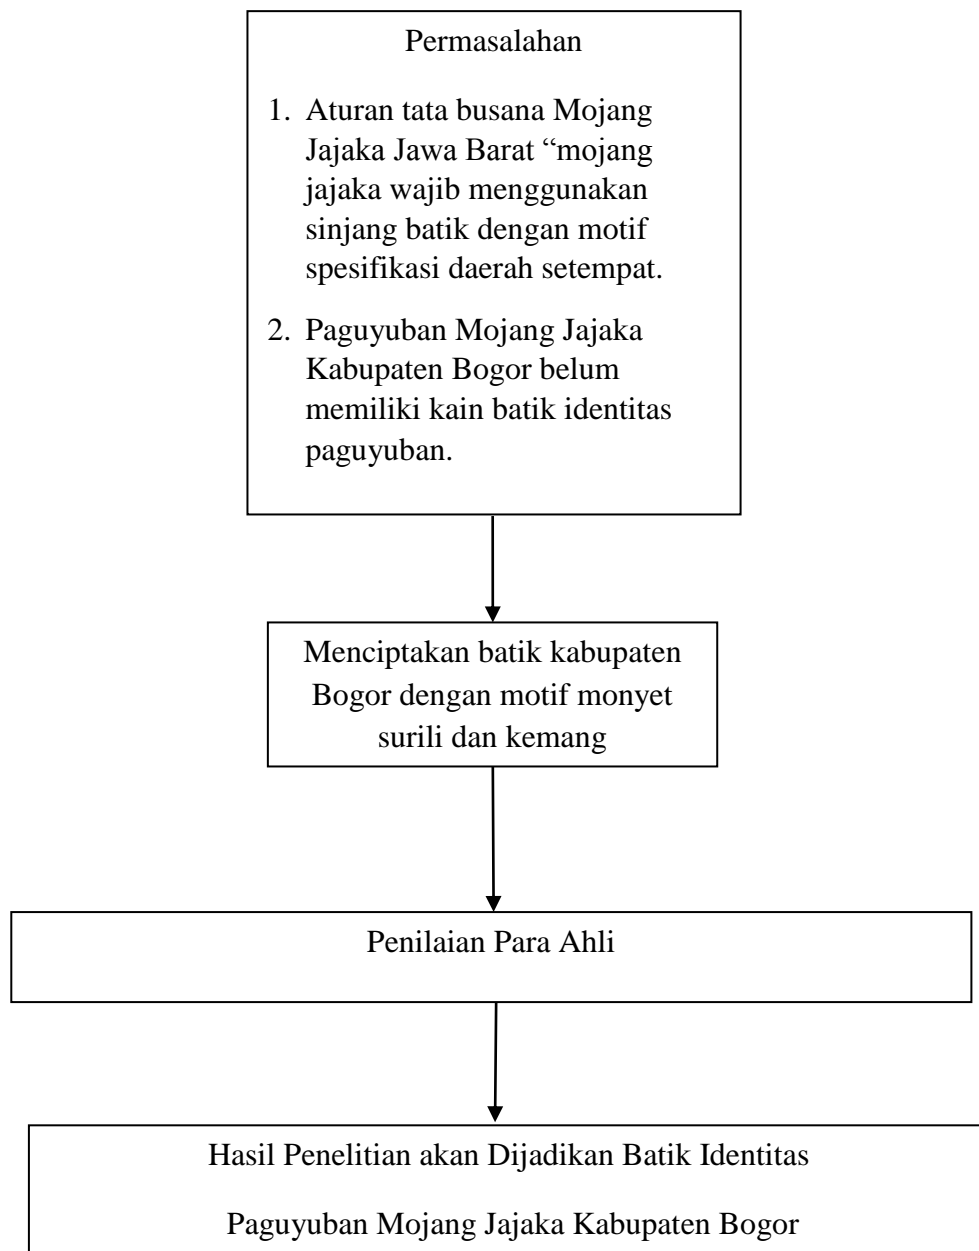 Permasalahan
1. Aturan tata busana Mojang
Jajaka Jawa Barat “mojang
jajaka wajib menggunakan
sinjang batik dengan motif
spesifikasi daerah setempat.
2. Paguyuban Mojang Jajaka
Kabupaten Bogor belum
memiliki kain batik identitas
paguyuban.
Menciptakan batik kabupaten
Bogor dengan motif monyet
surili dan kemang
Penilaian Para Ahli
Hasil Penelitian akan Dijadikan Batik Identitas
Paguyuban Mojang Jajaka Kabupaten Bogor